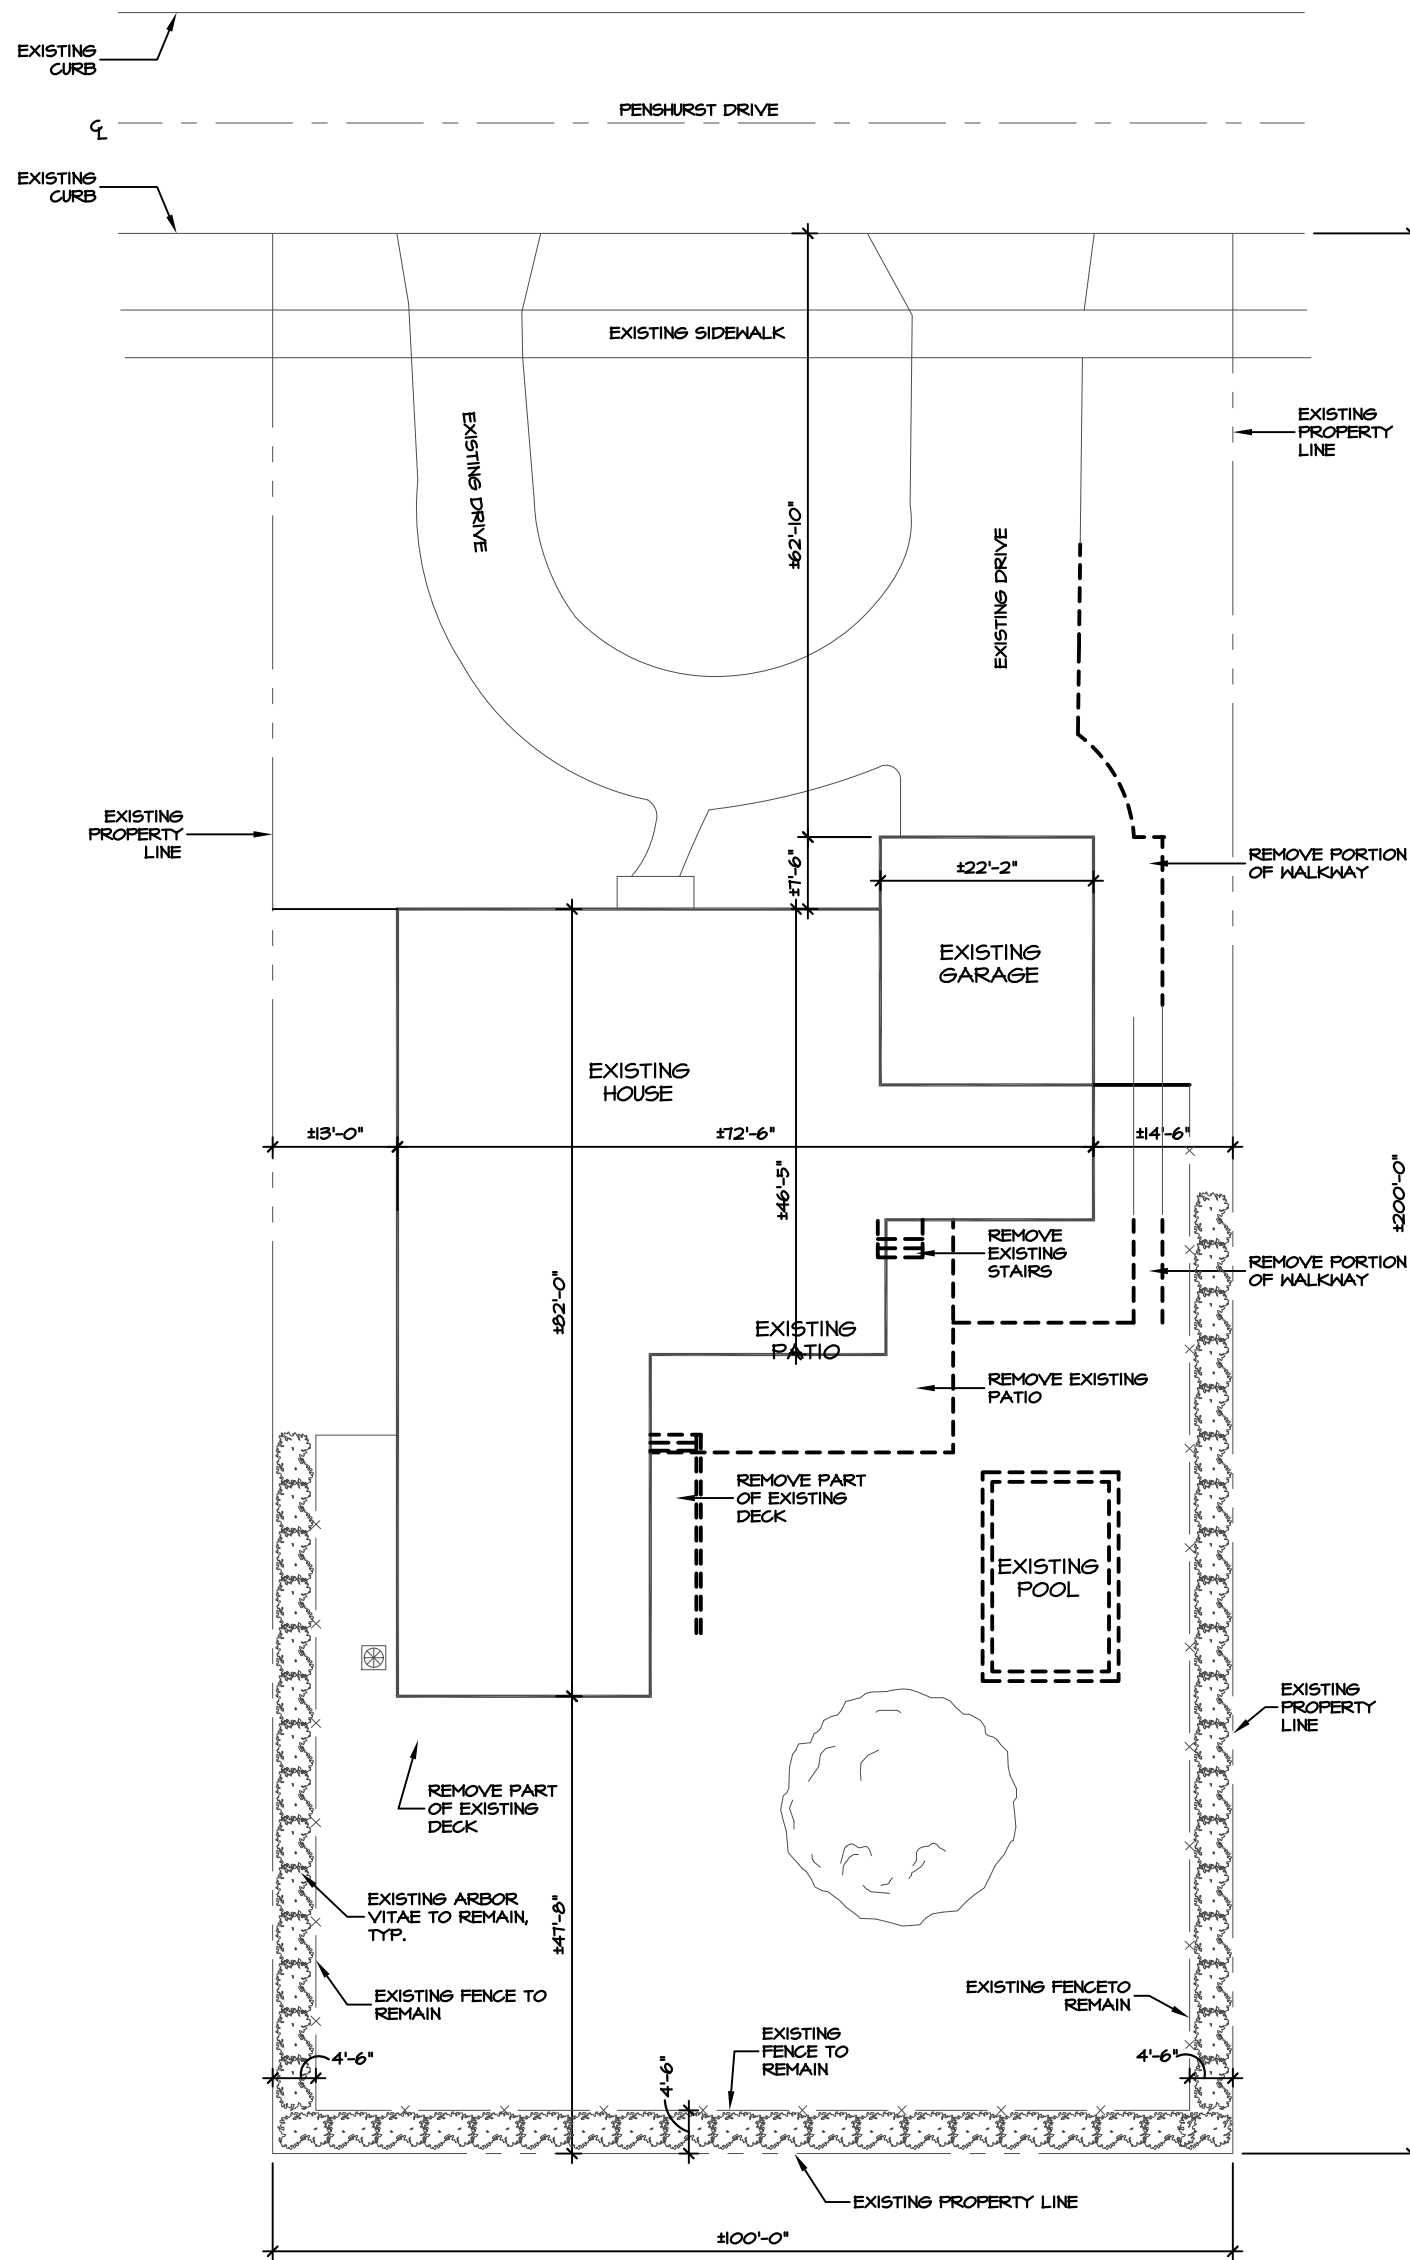 EXISTING
CURB
PENSHURST DRIVE
℄
EXISTING
CURB
EXISTING SIDEWALK
EXISTING DRIVE
EXISTING
PROPERTY
LINE
±62'-10"
EXISTING DRIVE
EXISTING
PROPERTY
LINE
±7'-6"
±22'-2"
REMOVE PORTION
OF WALKWAY
EXISTING
GARAGE
EXISTING
HOUSE
±13'-0"
±72'-6"
±14'-6"
±46'-5"
±200'-0"
REMOVE
EXISTING
STAIRS
REMOVE PORTION
OF WALKWAY
±82'-0"
EXISTING
PATIO
REMOVE EXISTING
PATIO
REMOVE PART
OF EXISTING
DECK
EXISTING
POOL
EXISTING
PROPERTY
LINE
REMOVE PART
OF EXISTING
DECK
EXISTING ARBOR
VITAE TO REMAIN,
TYP.
±47'-8"
EXISTING FENCE TO
REMAIN
EXISTING FENCETO
REMAIN
EXISTING
FENCE TO
REMAIN
4'-6"
4'-6"
4'-6"
EXISTING PROPERTY LINE
±100'-0"